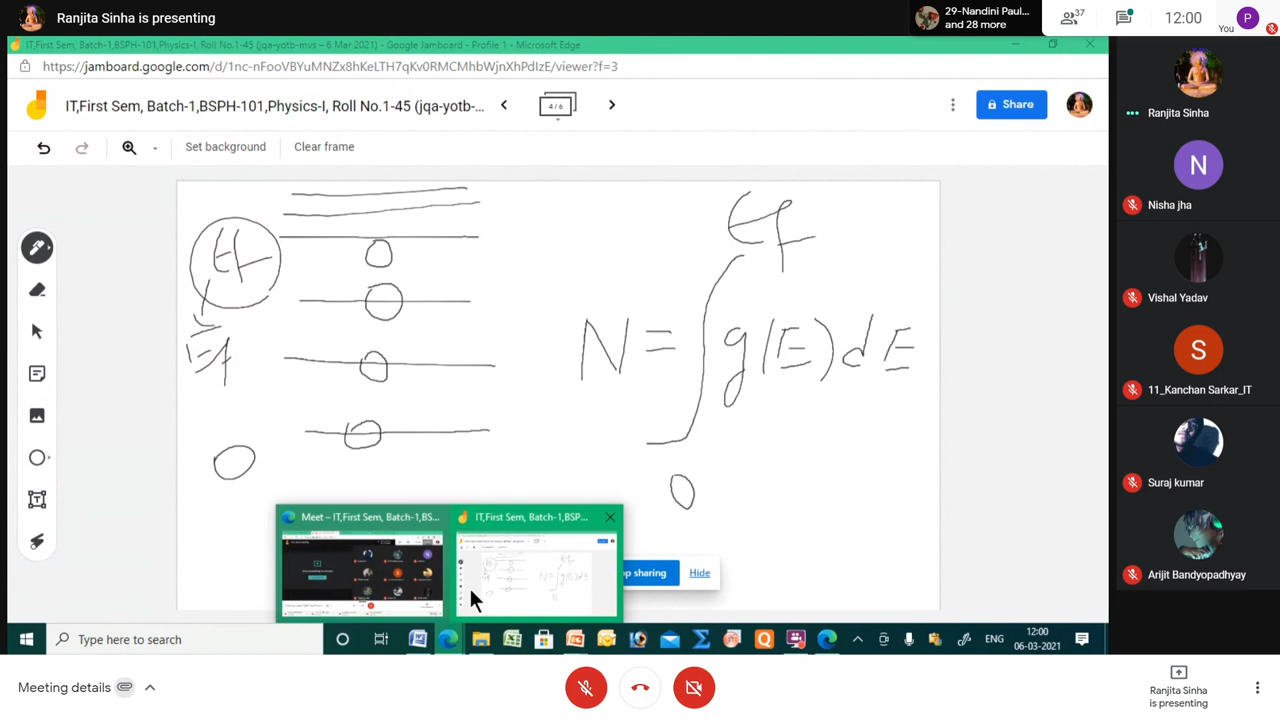 Ranjita Sinha is presenting
29-Nandini Paul...
and 28 more
37
12:00
You
P
IT,First Sem, Batch-1,BSPH-101,Physics-I, Roll No.1-45 (jqa-yotb-mvs – 6 Mar 2021) - Google Jamboard - Profile 1 - Microsoft Edge
https://jamboard.google.com/d/1nc-nFooVBYuMNZx8hKeLTH7qKv0RMCMhbWjnXhPdIzE/viewer?f=3
IT,First Sem, Batch-1,BSPH-101,Physics-I, Roll No.1-45 (jqa-yotb-...
4 / 6
Share
Set background
Clear frame
Ef
Ef
0
Ef
N = ∫ g(E) dE
0
Meet – IT,First Sem, Batch-1,BS...
IT,First Sem, Batch-1,BSP...
op sharing
Hide
Type here to search
ENG
12:00
06-03-2021
Ranjita Sinha
N
Nisha jha
Vishal Yadav
S
11_Kanchan Sarkar_IT
Suraj kumar
Arijit Bandyopadhyay
Meeting details
Ranjita Sinha
is presenting